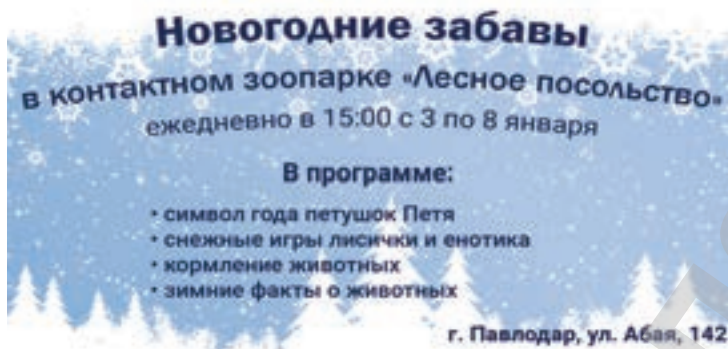 Новогодние забавы
в контактном зоопарке «Лесное посольство»
ежедневно в 15:00 с 3 по 8 января
В программе:
• символ года петушок Петя
• снежные игры лисички и енотика
• кормление животных
• зимние факты о животных
г. Павлодар, ул. Абая, 142